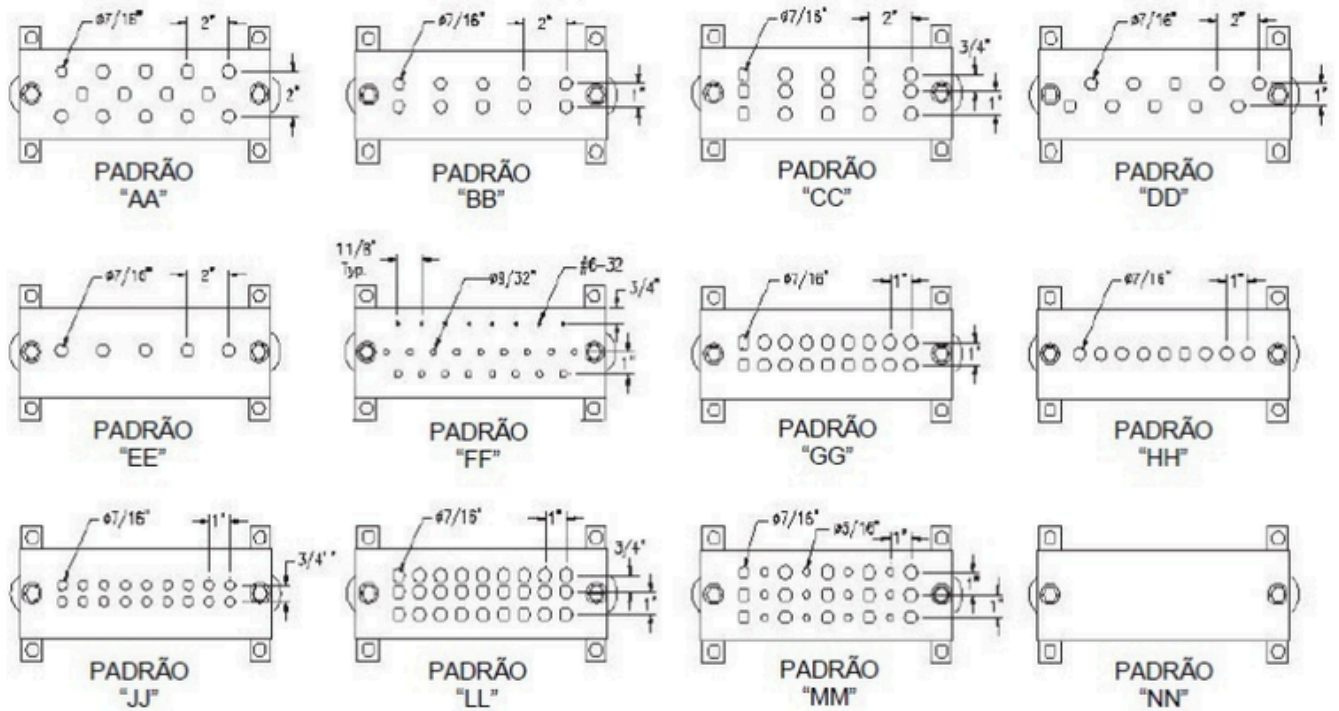 ø7/16" 2" 2"
PADRÃO
"AA"
ø7/16" 2" 1"
PADRÃO
"BB"
ø7/16" 2" 3/4" 1"
PADRÃO
"CC"
ø7/16" 2" 1"
PADRÃO
"DD"
ø7/16" 2"
PADRÃO
"EE"
11/8"
Typ.
ø9/32" #6-32 3/4" 1"
PADRÃO
"FF"
ø7/16" 1" 1"
PADRÃO
"GG"
ø7/16" 1"
PADRÃO
"HH"
ø7/16" 1" 3/4"
PADRÃO
"JJ"
ø7/16" 1" 3/4" 1"
PADRÃO
"LL"
ø7/16" ø5/16" 1" 1" 1"
PADRÃO
"MM"
PADRÃO
"NN"